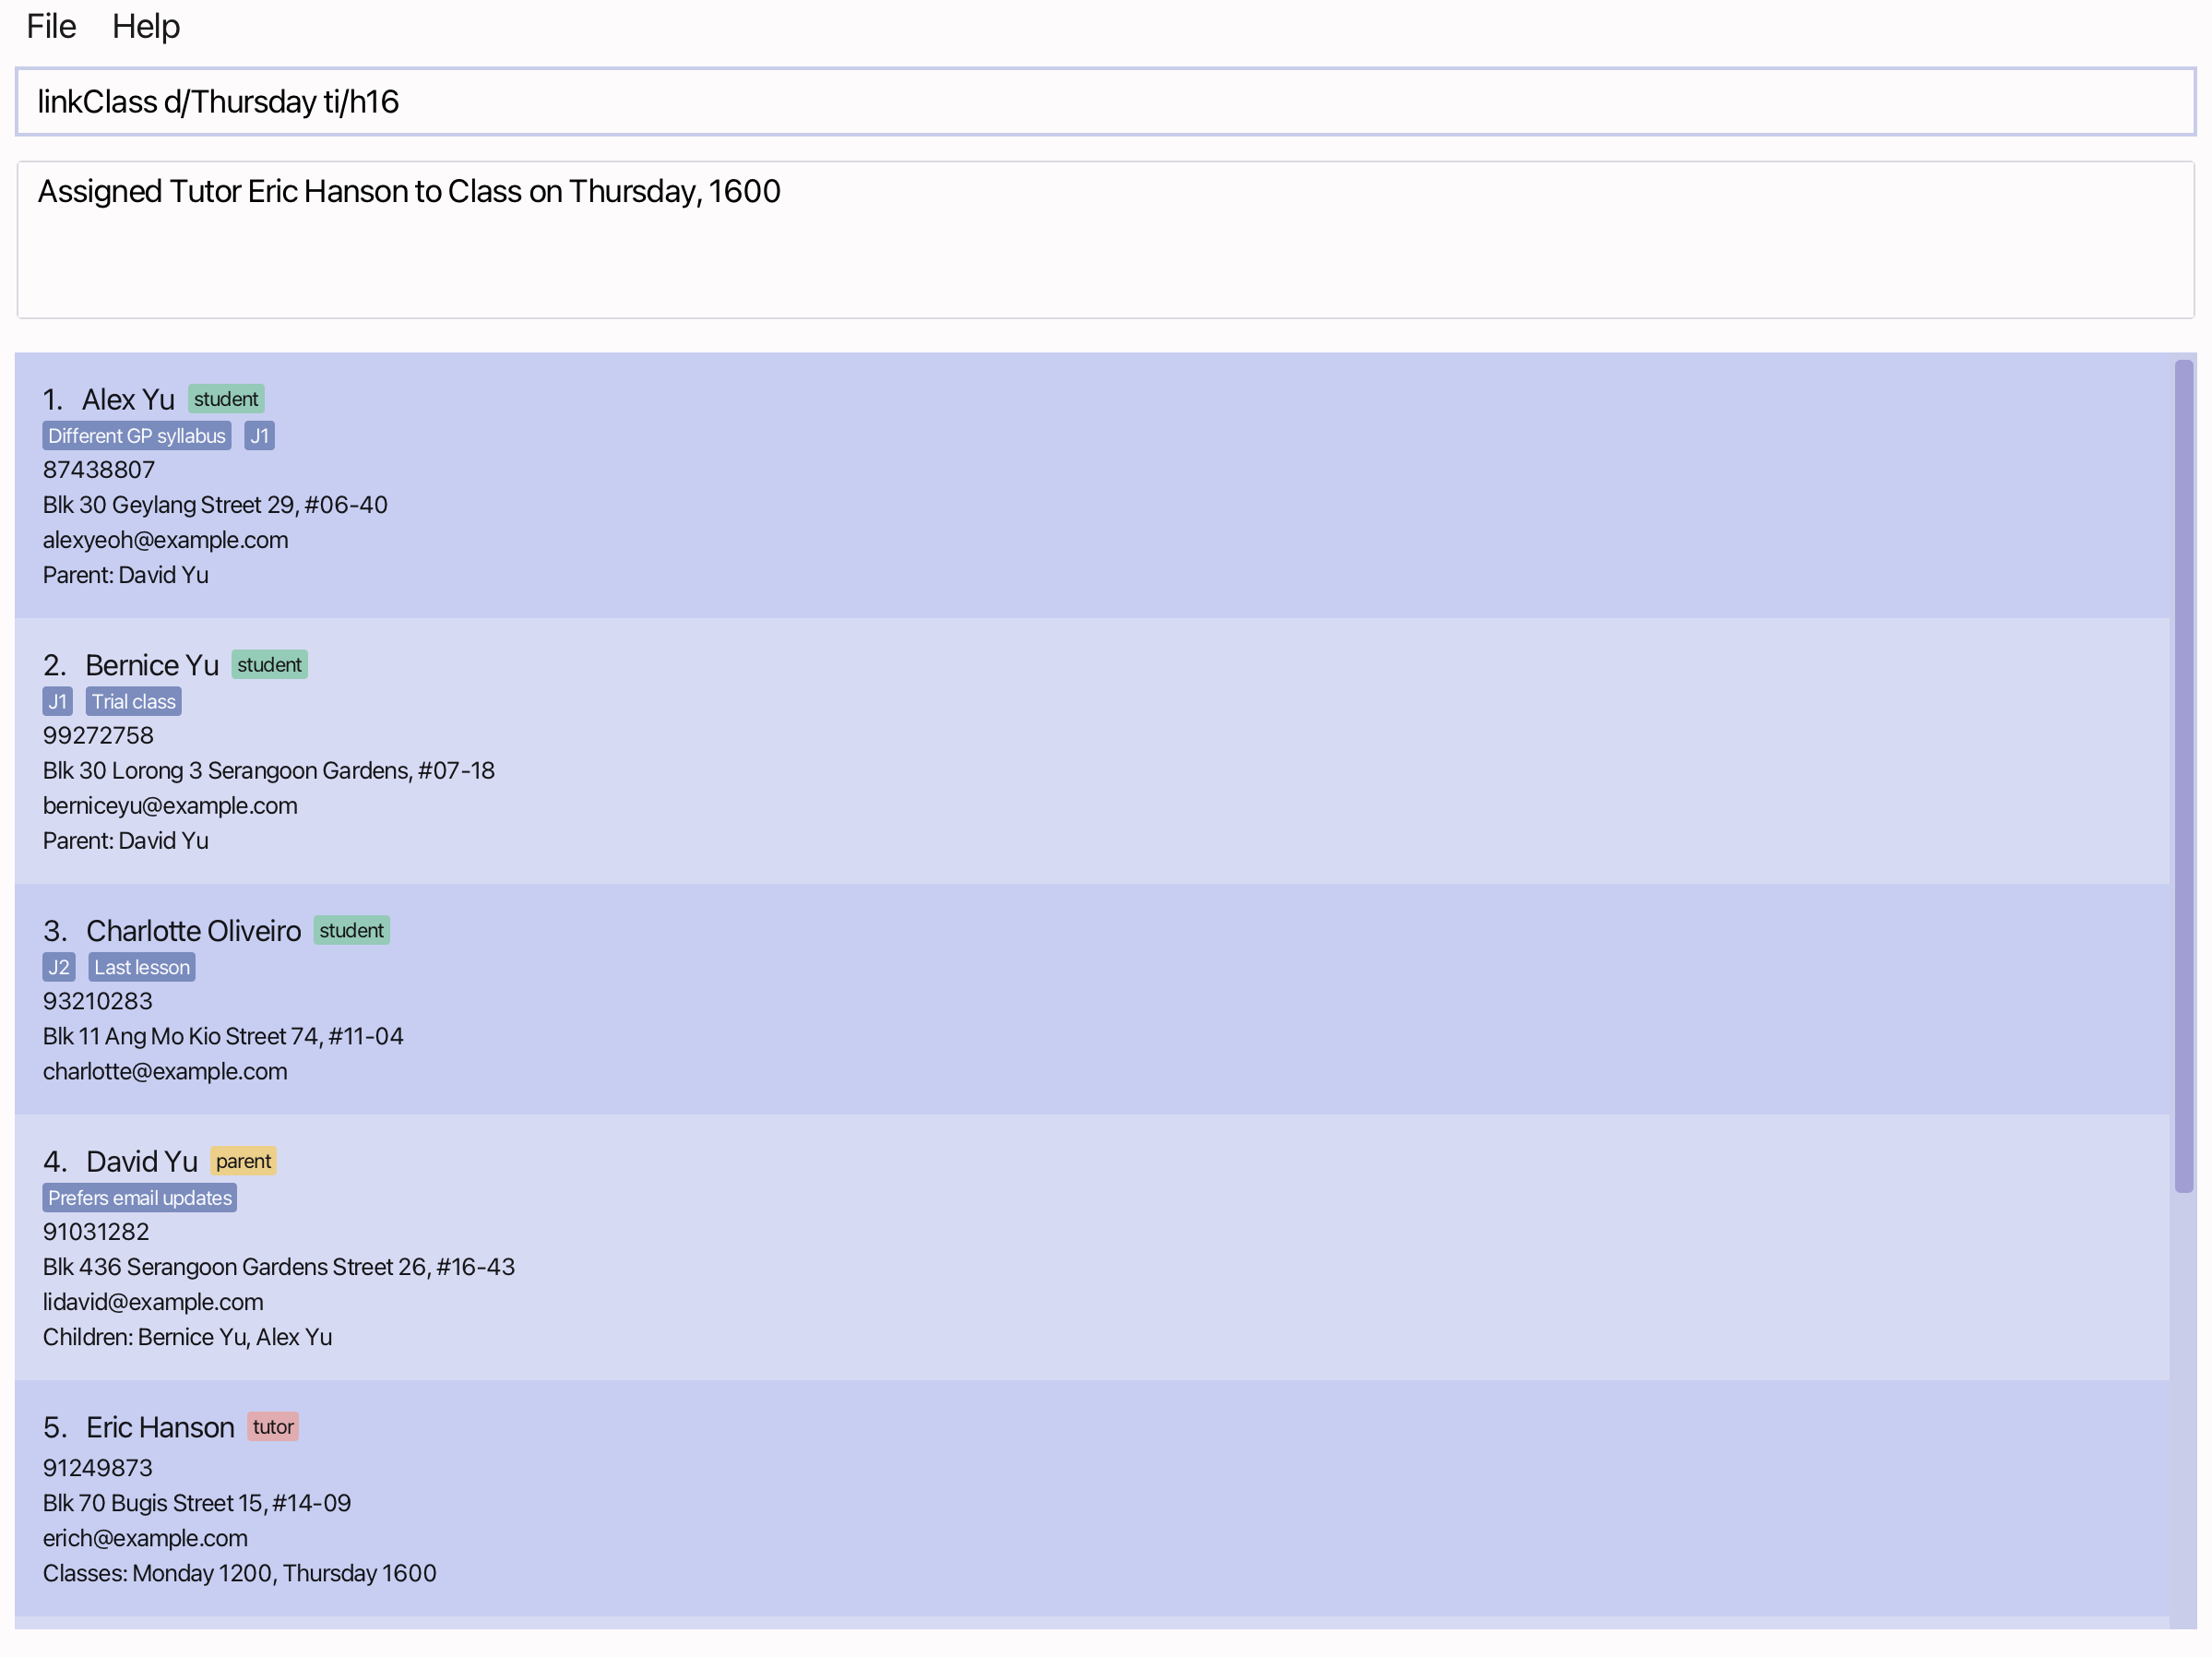 File Help
linkClass d/Thursday ti/h16
Assigned Tutor Eric Hanson to Class on Thursday, 1600
1. Alex Yu student
Different GP syllabus J1
87438807
Blk 30 Geylang Street 29, #06-40
alexyeoh@example.com
Parent: David Yu
2. Bernice Yu student
J1 Trial class
99272758
Blk 30 Lorong 3 Serangoon Gardens, #07-18
berniceyu@example.com
Parent: David Yu
3. Charlotte Oliveiro student
J2 Last lesson
93210283
Blk 11 Ang Mo Kio Street 74, #11-04
charlotte@example.com
4. David Yu parent
Prefers email updates
91031282
Blk 436 Serangoon Gardens Street 26, #16-43
lidavid@example.com
Children: Bernice Yu, Alex Yu
5. Eric Hanson tutor
91249873
Blk 70 Bugis Street 15, #14-09
erich@example.com
Classes: Monday 1200, Thursday 1600